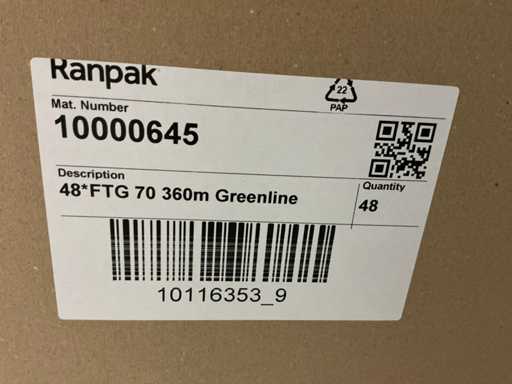 Ranpak
22
PAP
Mat. Number
10000645
Description
48*FTG 70 360m Greenline
Quantity
48
10116353_9